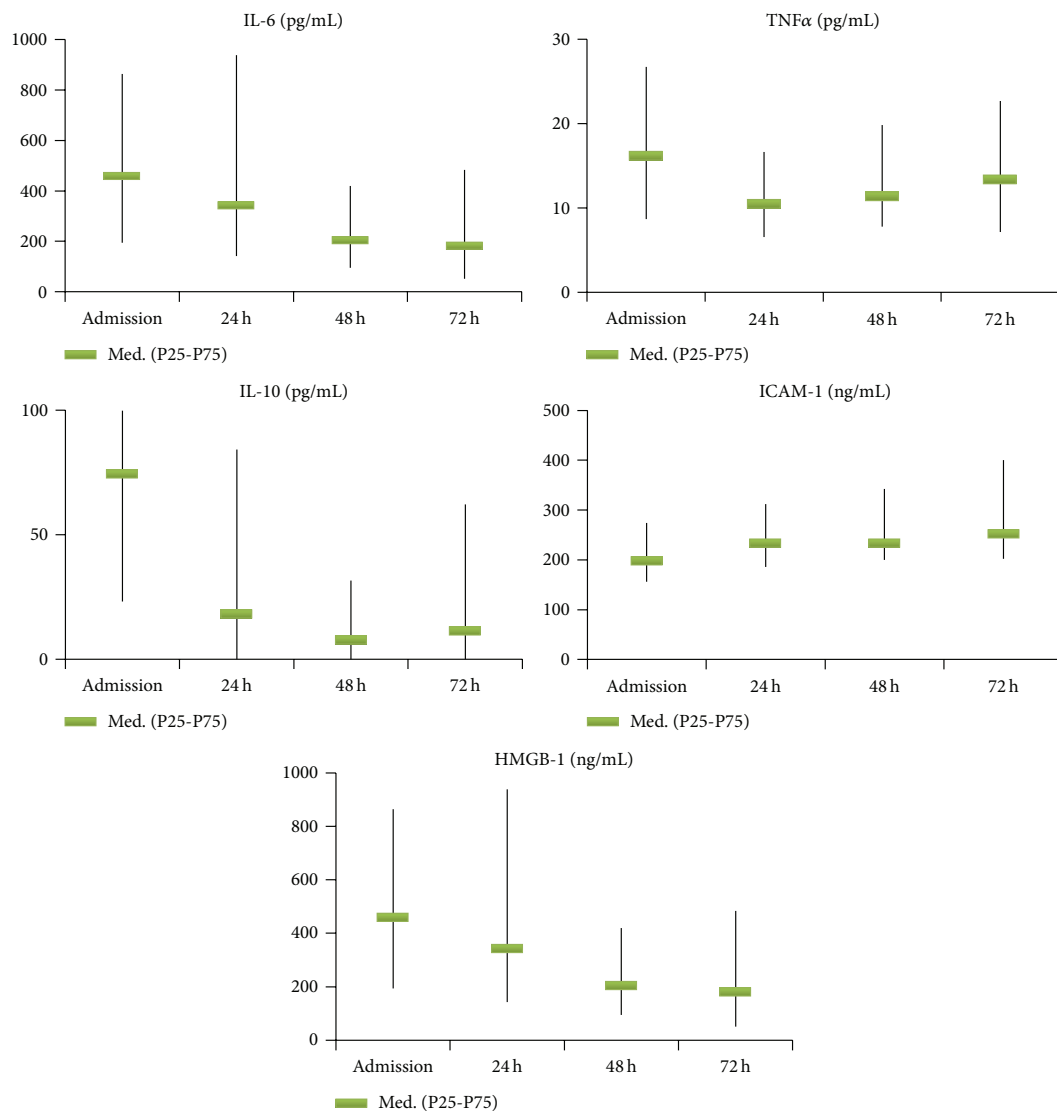 IL-6 (pg/mL)
1000
800
600
400
200
0
Admission 24 h 48 h 72 h
Med. (P25-P75)
TNFα (pg/mL)
30
20
10
0
Admission 24 h 48 h 72 h
Med. (P25-P75)
IL-10 (pg/mL)
100
50
0
Admission 24 h 48 h 72 h
Med. (P25-P75)
ICAM-1 (ng/mL)
500
400
300
200
100
0
Admission 24 h 48 h 72 h
Med. (P25-P75)
HMGB-1 (ng/mL)
1000
800
600
400
200
0
Admission 24 h 48 h 72 h
Med. (P25-P75)